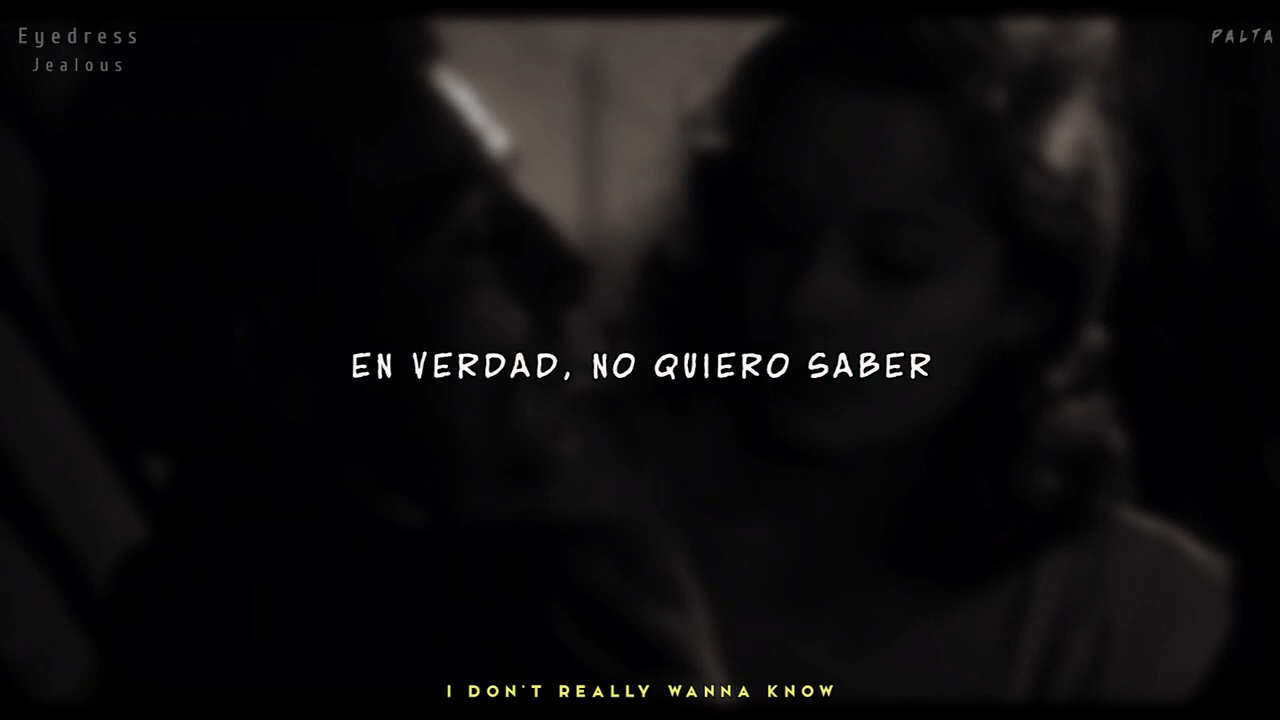 Eyedress
Jealous
PALTA
EN VERDAD, NO QUIERO SABER
I DON'T REALLY WANNA KNOW